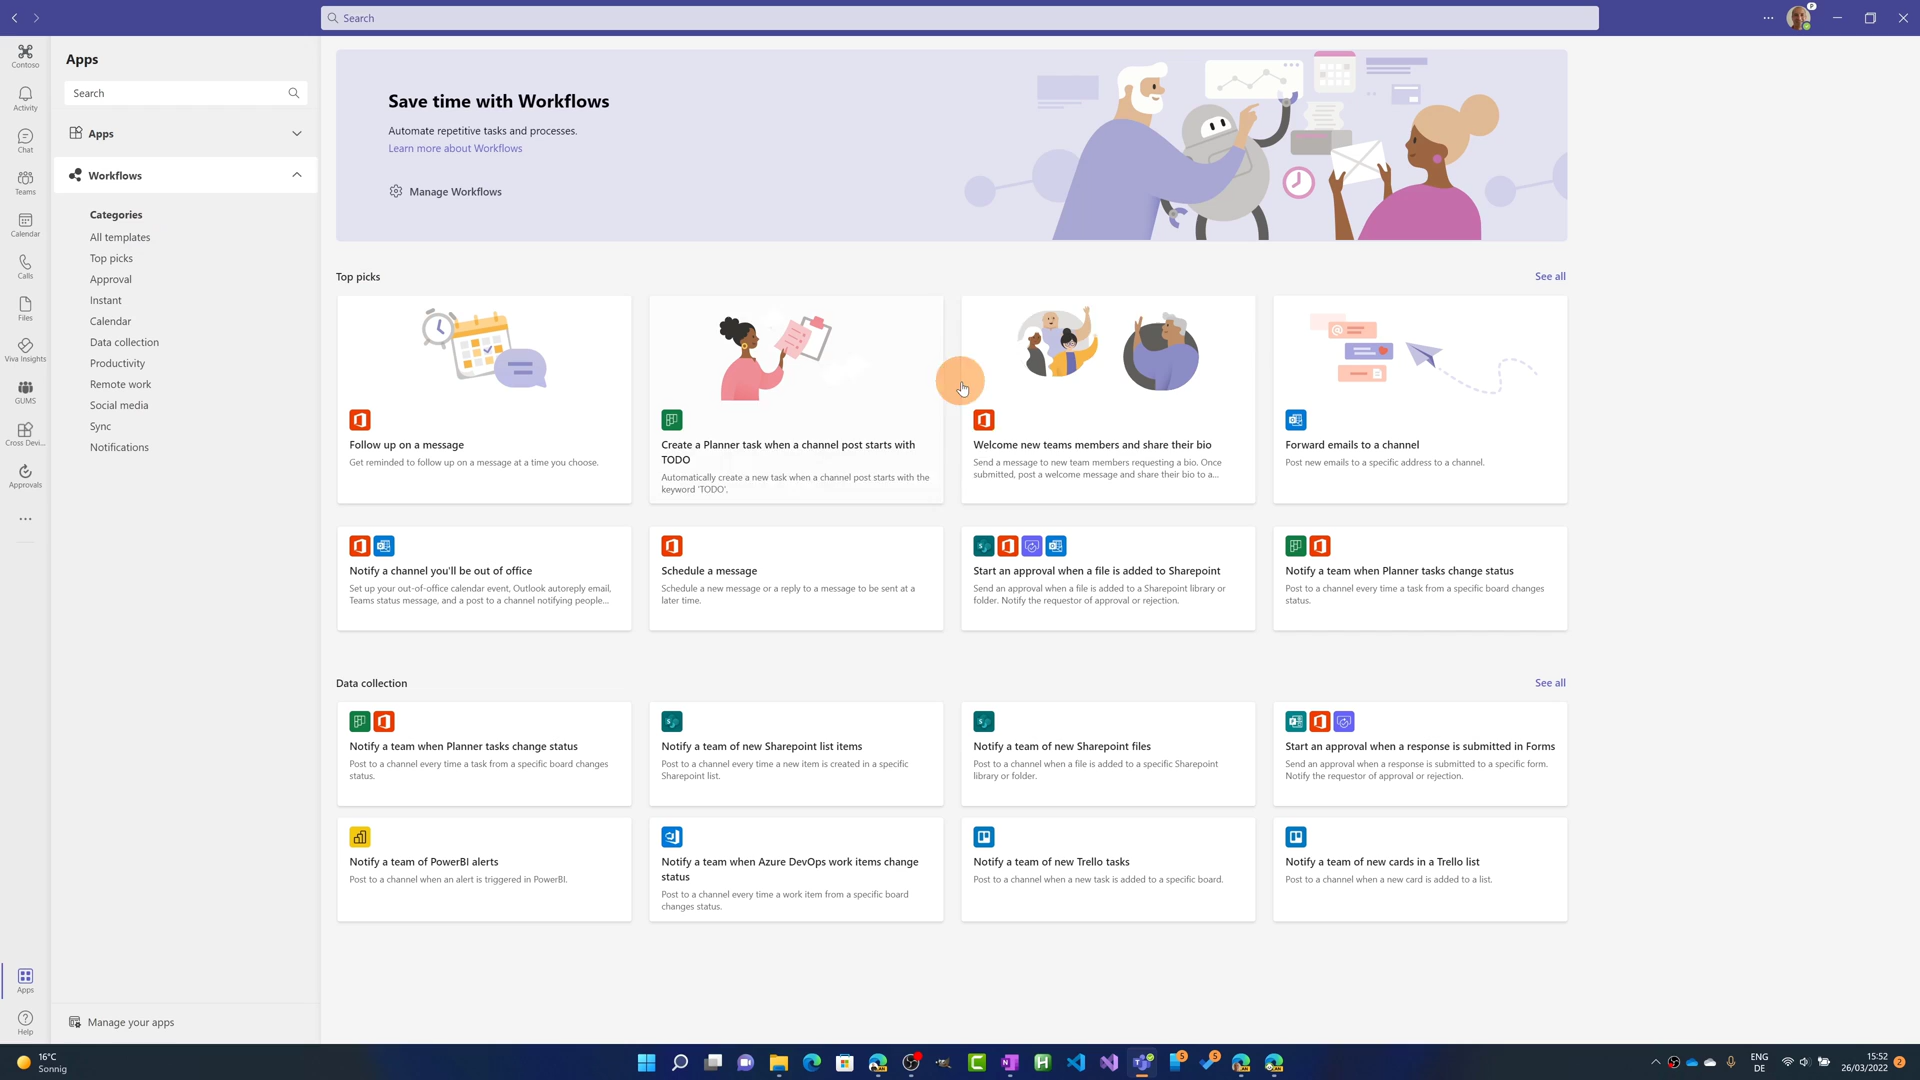 Search
Contoso
Activity
Chat
Teams
Calendar
Calls
Files
Viva Insights
GUMS
Cross Devi...
Approvals
Apps
Help
Apps
Search
Apps
Workflows
Categories
All templates
Top picks
Approval
Instant
Calendar
Data collection
Productivity
Remote work
Social media
Sync
Notifications
Manage your apps
Save time with Workflows
Automate repetitive tasks and processes.
Learn more about Workflows
Manage Workflows
Top picks
See all
Follow up on a message
Get reminded to follow up on a message at a time you choose.
Create a Planner task when a channel post starts with
TODO
Automatically create a new task when a channel post starts with the
keyword 'TODO'.
Welcome new teams members and share their bio
Send a message to new team members requesting a bio. Once
submitted, post a welcome message and share their bio to a...
Forward emails to a channel
Post new emails to a specific address to a channel.
Notify a channel you'll be out of office
Set up your out-of-office calendar event, Outlook autoreply email,
Teams status message, and a post to a channel notifying people...
Schedule a message
Schedule a new message or a reply to a message to be sent at a
later time.
Start an approval when a file is added to Sharepoint
Send an approval when a file is added to a Sharepoint library or
folder. Notify the requestor of approval or rejection.
Notify a team when Planner tasks change status
Post to a channel every time a task from a specific board changes
status.
Data collection
See all
Notify a team when Planner tasks change status
Post to a channel every time a task from a specific board changes
status.
Notify a team of new Sharepoint list items
Post to a channel every time a new item is created in a specific
Sharepoint list.
Notify a team of new Sharepoint files
Post to a channel when a file is added to a specific Sharepoint
library or folder.
Start an approval when a response is submitted in Forms
Send an approval when a response is submitted to a specific form.
Notify the requestor of approval or rejection.
Notify a team of PowerBI alerts
Post to a channel when an alert is triggered in PowerBI.
Notify a team when Azure DevOps work items change
status
Post to a channel every time a work item from a specific board
changes status.
Notify a team of new Trello tasks
Post to a channel when a new task is added to a specific board.
Notify a team of new cards in a Trello list
Post to a channel when a new card is added to a list.
16°C
Sonnig
5
5
ENG
DE
15:52
26/03/2022
2